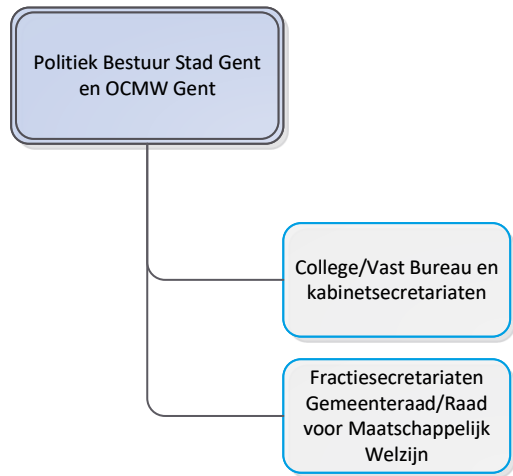 Politiek Bestuur Stad Gent
en OCMW Gent
College/Vast Bureau en
kabinetsecretariaten
Fractiesecretariaten
Gemeenteraad/Raad
voor Maatschappelijk
Welzijn